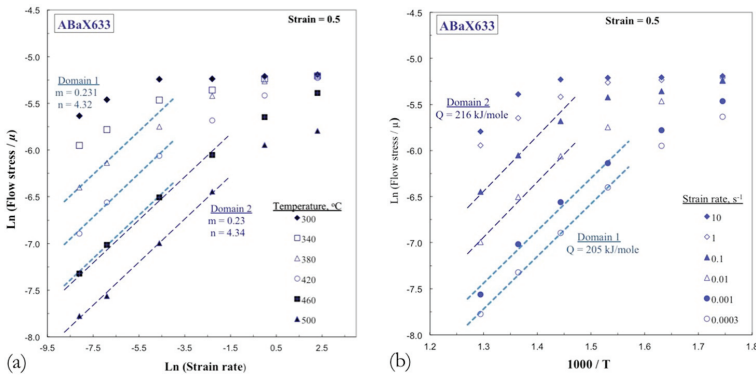 ABaX633
Strain = 0.5
Domain 1
m = 0.231
n = 4.32
Domain 2
m = 0.23
n = 4.34
Temperature, °C
300
340
380
420
460
500
Ln (Flow stress / μ)
-4.5
-5.0
-5.5
-6.0
-6.5
-7.0
-7.5
-8.0
-9.5 -7.5 -5.5 -3.5 -1.5 0.5 2.5
Ln (Strain rate)
(a)
ABaX633
Strain = 0.5
Domain 2
Q = 216 kJ/mole
Domain 1
Q = 205 kJ/mole
Strain rate, s⁻¹
10
1
0.1
0.01
0.001
0.0003
Ln (Flow stress / μ)
-4.5
-5.0
-5.5
-6.0
-6.5
-7.0
-7.5
-8.0
1.2 1.3 1.4 1.5 1.6 1.7 1.8
1000 / T
(b)